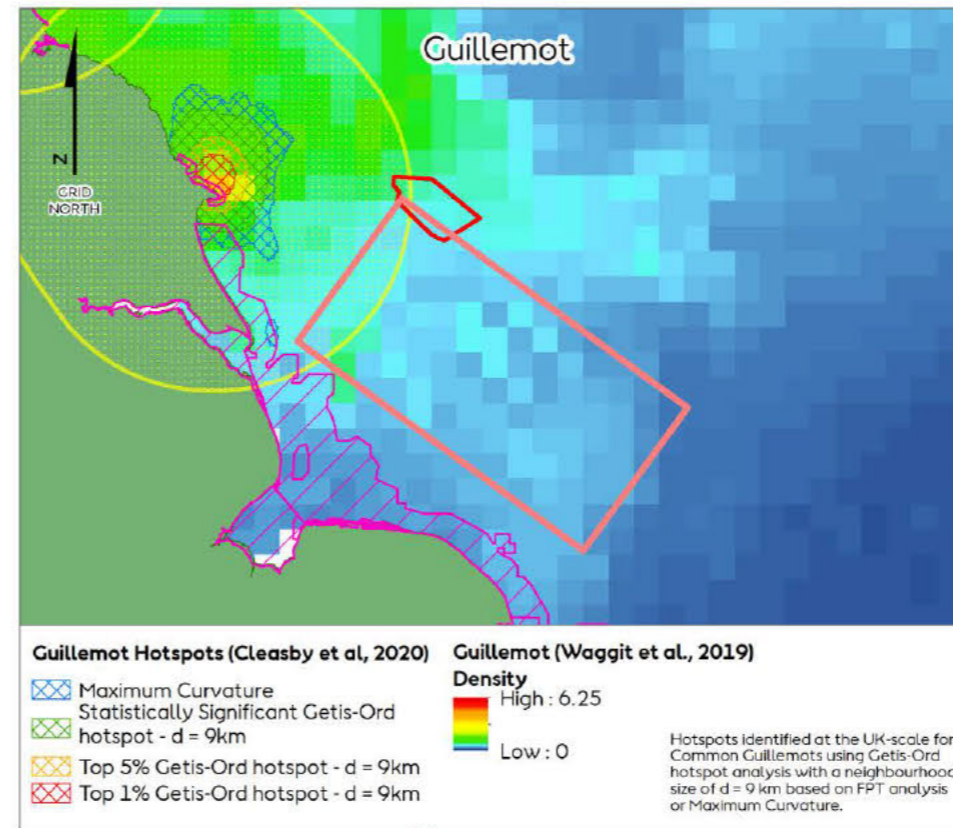 Guillemot
N
GRID
NORTH
Guillemot Hotspots (Cleasby et al, 2020)
Maximum Curvature
Statistically Significant Getis-Ord
hotspot - d = 9km
Top 5% Getis-Ord hotspot - d = 9km
Top 1% Getis-Ord hotspot - d = 9km
Guillemot (Waggit et al., 2019)
Density
High : 6.25
Low : 0
Hotspots identified at the UK-scale for
Common Guillemots using Getis-Ord
hotspot analysis with a neighbourhood
size of d = 9 km based on FPT analysis
or Maximum Curvature.